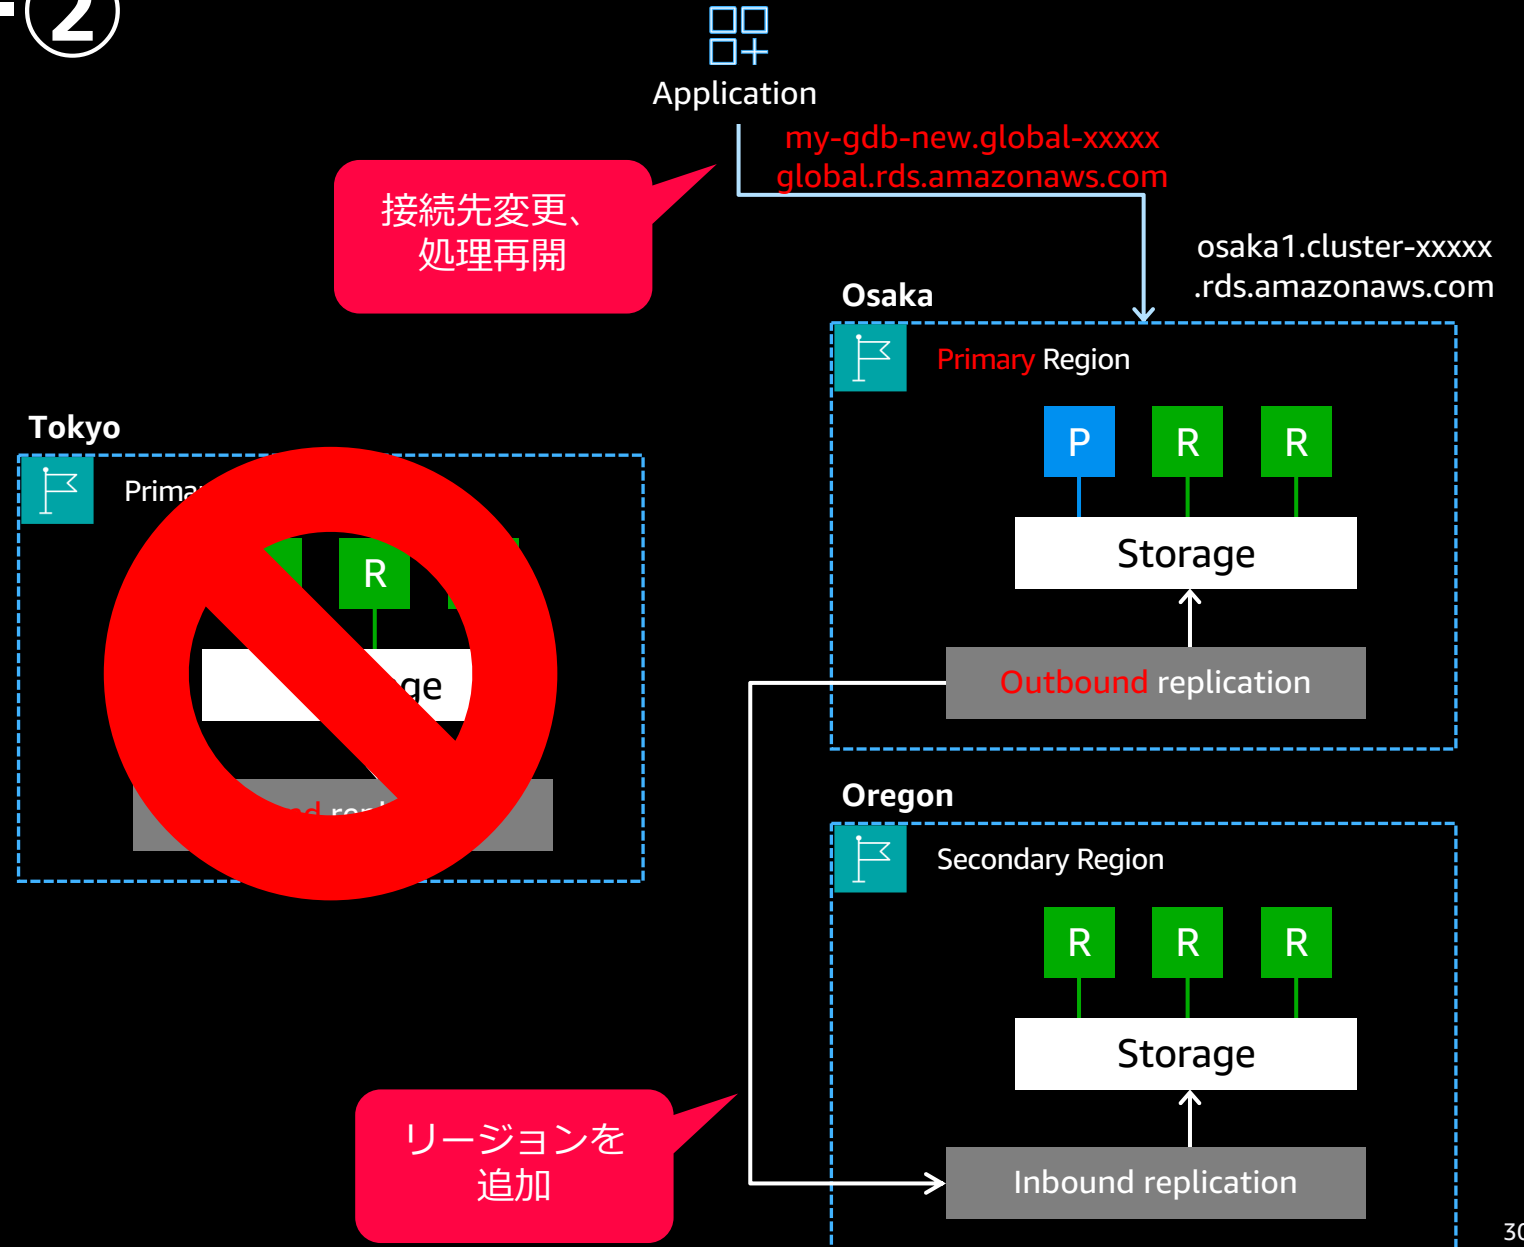 ②
Application
my-gdb-new.global-xxxxx
global.rds.amazonaws.com
接続先変更、
処理再開
osaka1.cluster-xxxxx
.rds.amazonaws.com
Osaka
Primary Region
P R R
Storage
Outbound replication
Tokyo
R
Oregon
Secondary Region
R R R
Storage
Inbound replication
リージョンを
追加
30